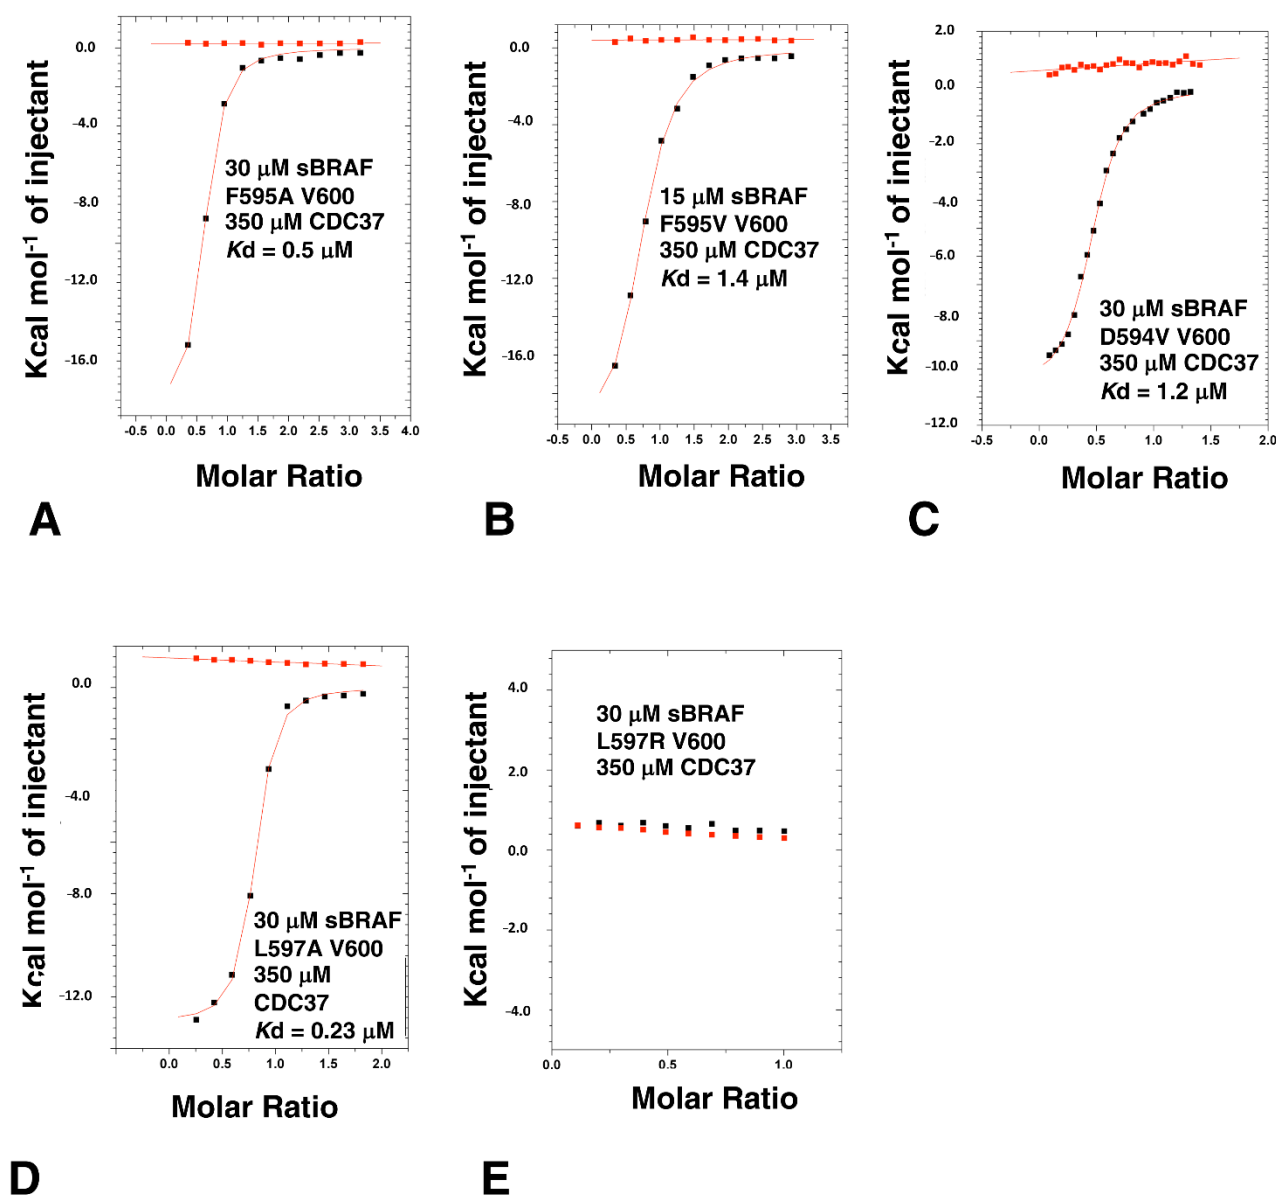 Kcal mol-1 of injectant
0.0
-4.0
-8.0
-12.0
-16.0
30 μM sBRAF
F595A V600
350 μM CDC37
Kd = 0.5 μM
-0.5 0.0 0.5 1.0 1.5 2.0 2.5 3.0 3.5 4.0
Molar Ratio
A
Kcal mol-1 of injectant
0.0
-4.0
-8.0
-12.0
-16.0
15 μM sBRAF
F595V V600
350 μM CDC37
Kd = 1.4 μM
-0.5 0.0 0.5 1.0 1.5 2.0 2.5 3.0 3.5
Molar Ratio
B
Kcal mol-1 of injectant
2.0
0.0
-2.0
-4.0
-6.0
-8.0
-10.0
-12.0
30 μM sBRAF
D594V V600
350 μM CDC37
Kd = 1.2 μM
-0.5 0.0 0.5 1.0 1.5 2.0
Molar Ratio
C
Kcal mol-1 of injectant
0.0
-4.0
-8.0
-12.0
30 μM sBRAF
L597A V600
350 μM
CDC37
Kd = 0.23 μM
0.0 0.5 1.0 1.5 2.0
Molar Ratio
D
Kcal mol-1 of injectant
4.0
2.0
0.0
-2.0
-4.0
30 μM sBRAF
L597R V600
350 μM CDC37
0.0 0.5 1.0
Molar Ratio
E